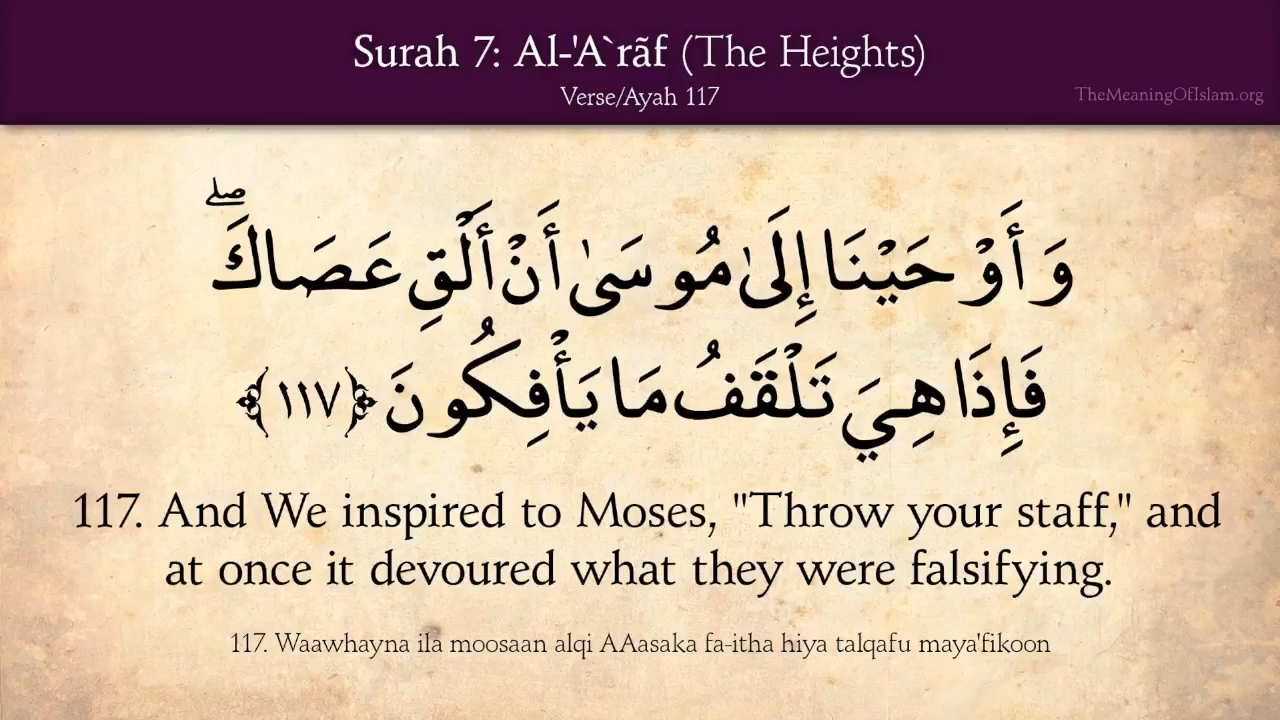 Surah 7: Al-'A`rãf (The Heights)
Verse/Ayah 117
TheMeaningOfIslam.org
وَأَوْحَيْنَا إِلَىٰ مُوسَىٰ أَنْ أَلْقِ عَصَاكَ ۖ
فَإِذَا هِيَ تَلْقَفُ مَا يَأْفِكُونَ ﴿١١٧﴾
117. And We inspired to Moses, "Throw your staff," and
at once it devoured what they were falsifying.
117. Waawhayna ila moosaan alqi AAasaka fa-itha hiya talqafu maya'fikoon